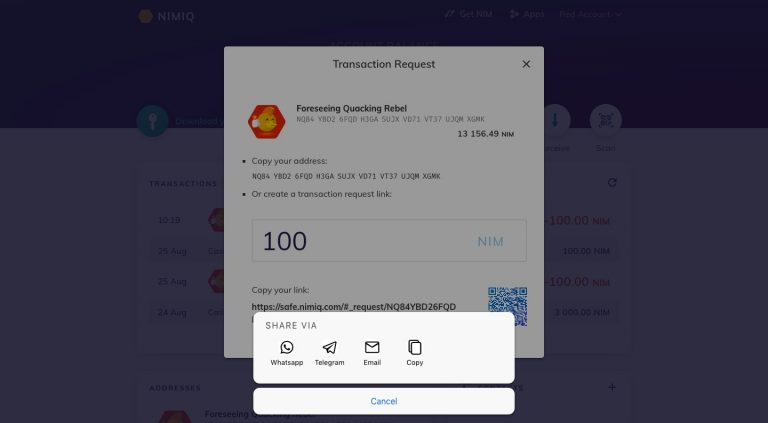 NIMIQ
Get NIM
Apps
Red Account
Transaction Request
Foreseeing Quacking Rebel
NQ84 YBD2 6FQD H3GA SUJX VD71 VT37 UJQM XGMK
13 156.49 NIM
Download
Receive
Scan
Copy your address:
NQ84 YBD2 6FQD H3GA SUJX VD71 VT37 UJQM XGMK
Or create a transaction request link:
TRANSACTIONS
10:19
-100.00 NIM
100 NIM
25 Aug
100.00 NIM
25 Aug
-100.00 NIM
Copy your link:
https://safe.nimiq.com/#_request/NQ84YBD26FQD
24 Aug
3 000.00 NIM
SHARE VIA
Whatsapp
Telegram
Email
Copy
ADDRESSES
Cancel
Foreseeing Quacking Rebel